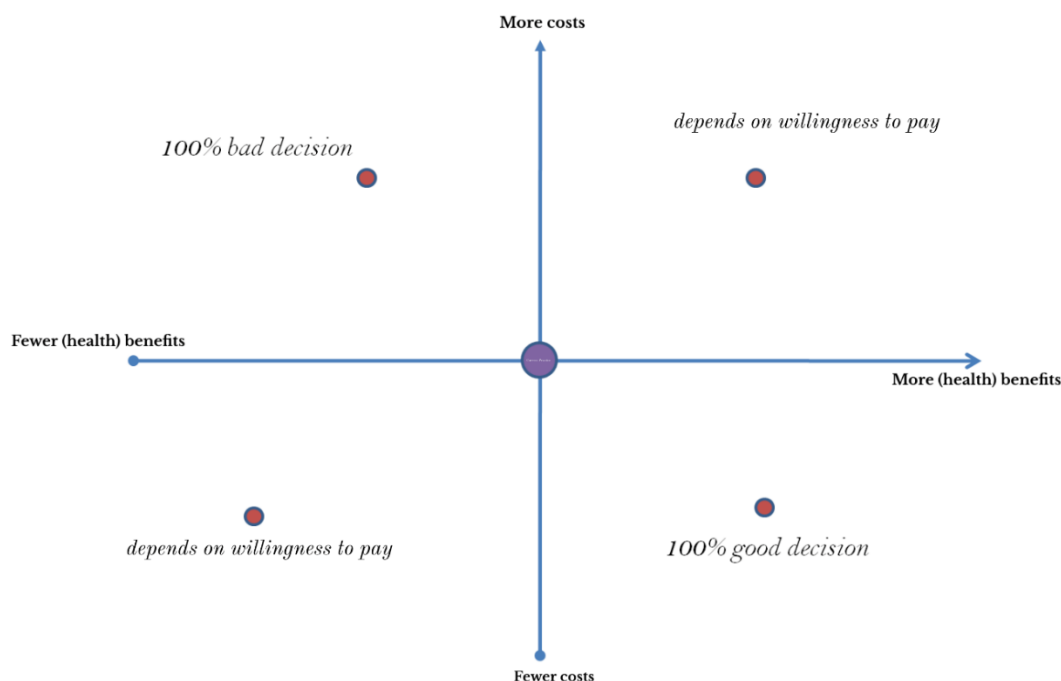 More costs
depends on willingness to pay
100% bad decision
Fewer (health) benefits
More (health) benefits
depends on willingness to pay
100% good decision
Fewer costs